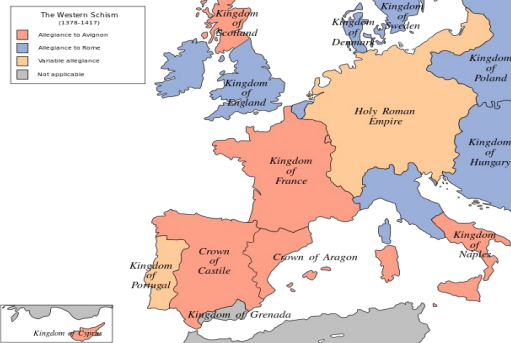 The Western Schism
(1378-1417)
Allegiance to Avignon
Allegiance to Rome
Variable allegiance
Not applicable
Kingdom
of
Scotland
Kingdom
of
Denmark
Kingdom
of
Sweden
Kingdom
of
England
Kingdom
of
Poland
Holy Roman
Empire
Kingdom
of
Hungary
Kingdom
of
France
Kingdom
of
Naples
Crown
of
Castile
Crown of Aragon
Kingdom
of
Portugal
Kingdom of Grenada
Kingdom of Cyprus